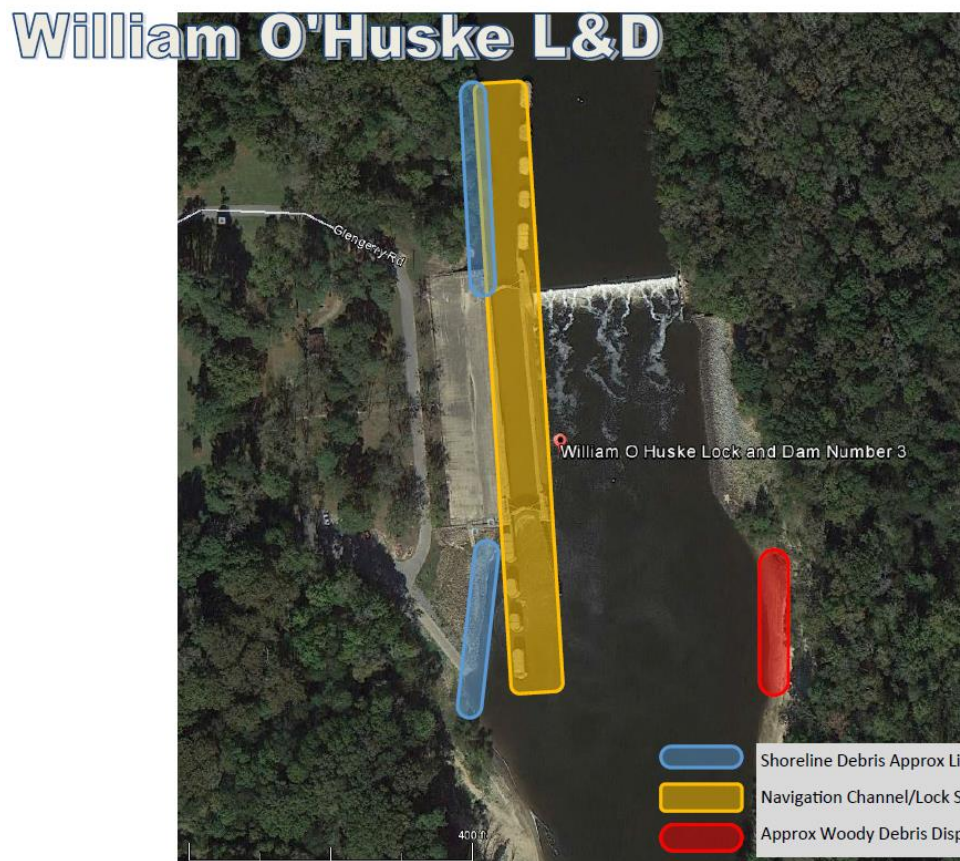 William O'Huske L&D
Glengerry Rd
William O Huske Lock and Dam Number 3
Shoreline Debris Approx Li
Navigation Channel/Lock S
Approx Woody Debris Disp
400 ft